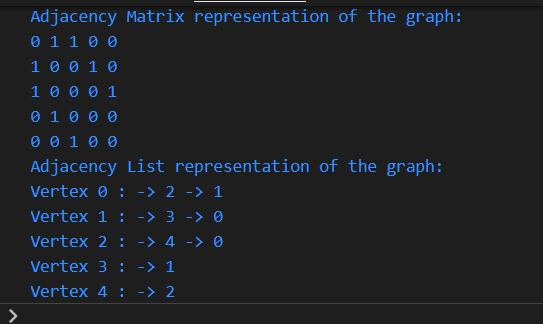 Adjacency Matrix representation of the graph:
0 1 1 0 0
1 0 0 1 0
1 0 0 0 1
0 1 0 0 0
0 0 1 0 0
Adjacency List representation of the graph:
Vertex 0 : -> 2 -> 1
Vertex 1 : -> 3 -> 0
Vertex 2 : -> 4 -> 0
Vertex 3 : -> 1
Vertex 4 : -> 2